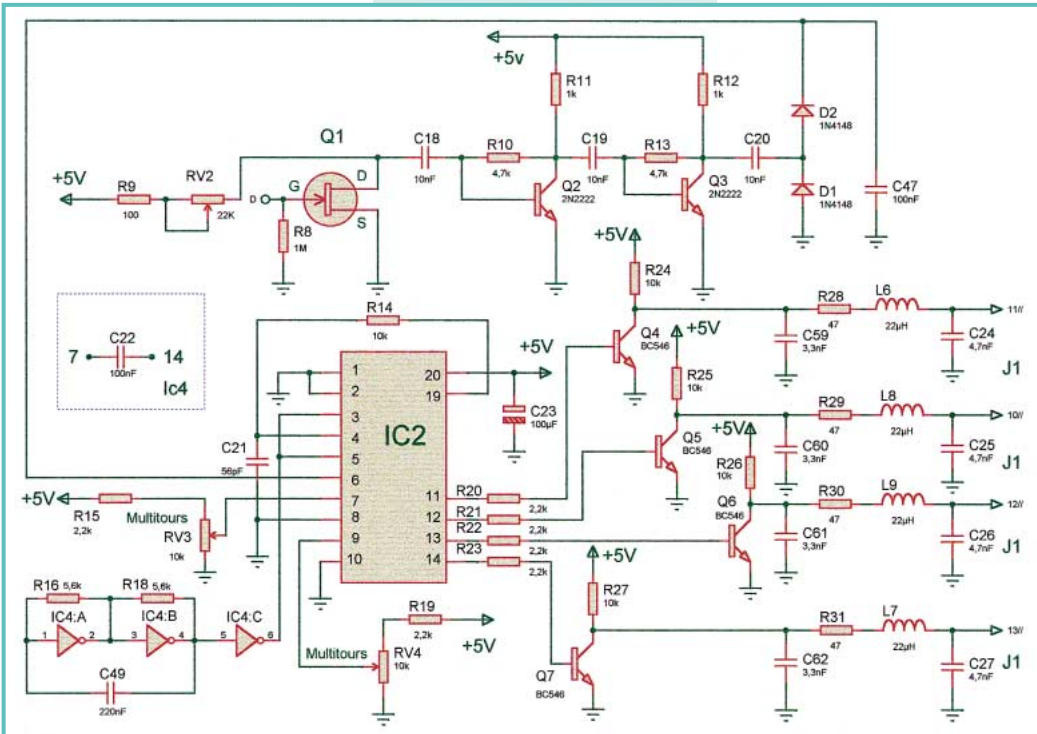 +5v
R11
1k
R12
1k
D2
1N4148
Q1
C18
10nF
R10
4,7k
C19
10nF
R13
4,7k
C20
10nF
+5V
R9
100
RV2
22K
D
G
D
S
R8
1M
Q2
2N2222
Q3
2N2222
D1
1N4148
C47
100nF
+5V
R24
10k
C22
7 14
100nF
Ic4
R14
10k
Q4
BC546
C59
3,3nF
R28
47
L6
22µH
11//
C24
4,7nF
J1
+5V
C23
100µF
+5V
R25
10k
IC2
1
2
3
4
5
6
7
8
9
10
20
19
11
12
13
14
C21
56pF
Q5
BC546
C60
3,3nF
R29
47
L8
22µH
10//
C25
4,7nF
J1
+5V
R26
10k
R20
2,2k
R21
2,2k
R22
2,2k
R23
2,2k
Q6
BC546
C61
3,3nF
R30
47
L9
22µH
12//
C26
4,7nF
J1
+5V
R15
2,2k
Multitours
RV3
10k
R16 5,6k
R18 5,6k
IC4:A
IC4:B
IC4:C
1 2
3 4
5 6
C49
220nF
R19
2,2k
+5V
Multitours
RV4
10k
+5V
R27
10k
Q7
BC546
C62
3,3nF
R31
47
L7
22µH
13//
C27
4,7nF
J1